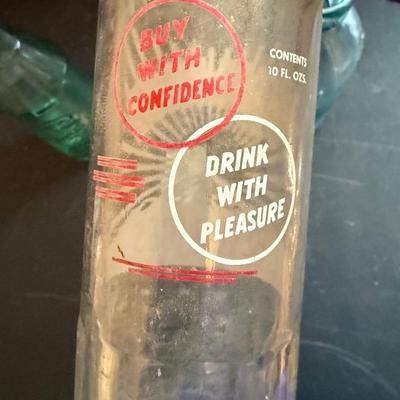 BUY
WITH
CONFIDENCE
CONTENTS
10 FL. OZS.
DRINK
WITH
PLEASURE